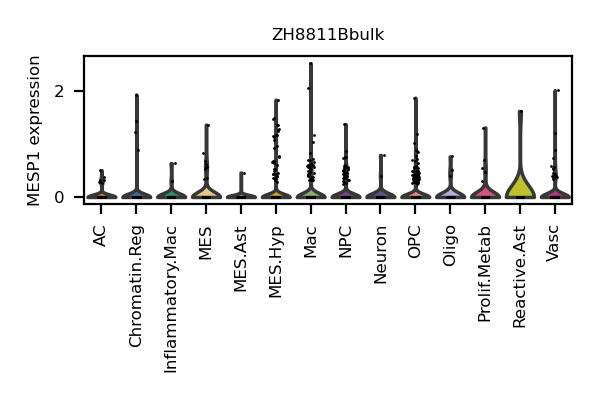 ZH8811Bbulk
MESP1 expression
2
0
AC
Chromatin.Reg
Inflammatory.Mac
MES
MES.Ast
MES.Hyp
Mac
NPC
Neuron
OPC
Oligo
Prolif.Metab
Reactive.Ast
Vasc